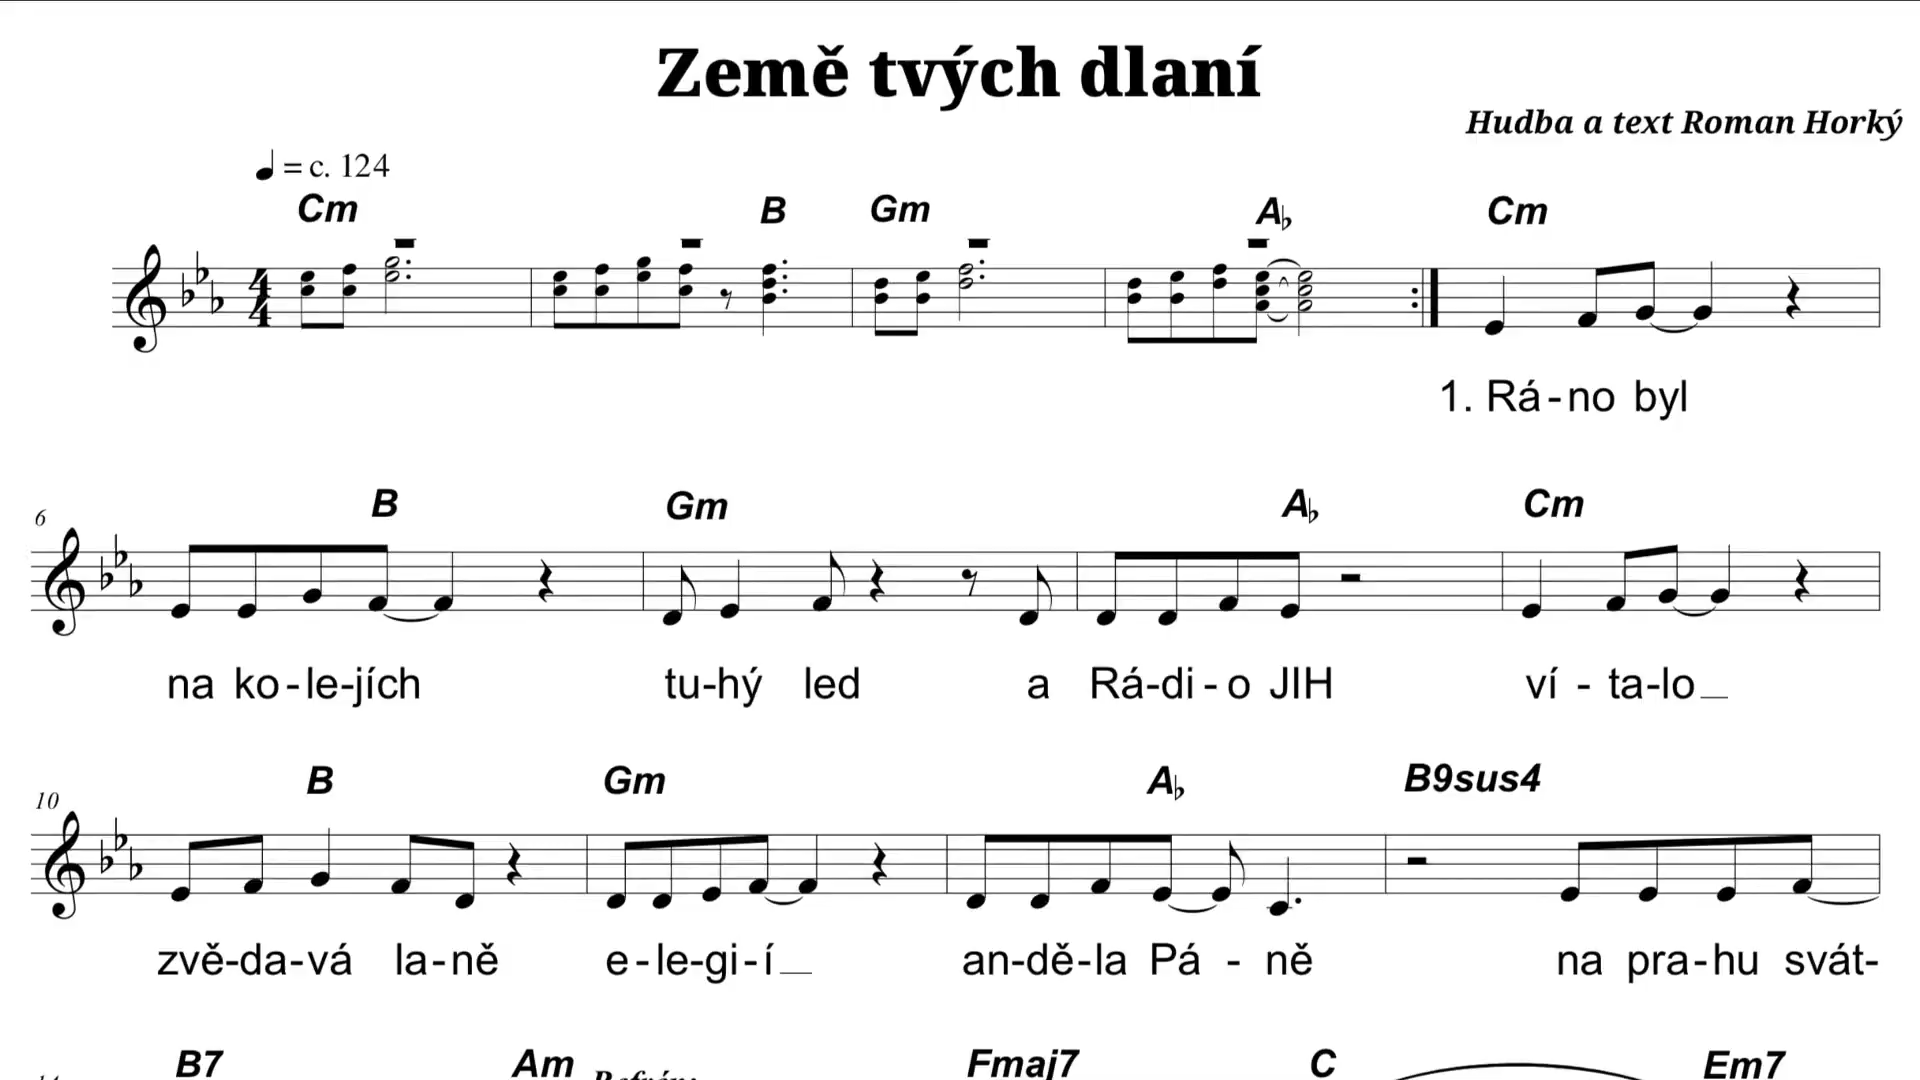 Země tvých dlaní
Hudba a text Roman Horký
= c. 124
Cm B Gm A♭ Cm
4
4
1. Rá - no byl
6
B Gm A♭ Cm
na ko - le - jích tu - hý led a Rá - di - o JIH ví - ta - lo _
10
B Gm A♭ B9sus4
zvě - da - vá la - ně e - le - gi - í _ an - dě - la Pá - ně na pra - hu svát -
B7 Am Fmaj7 C Em7